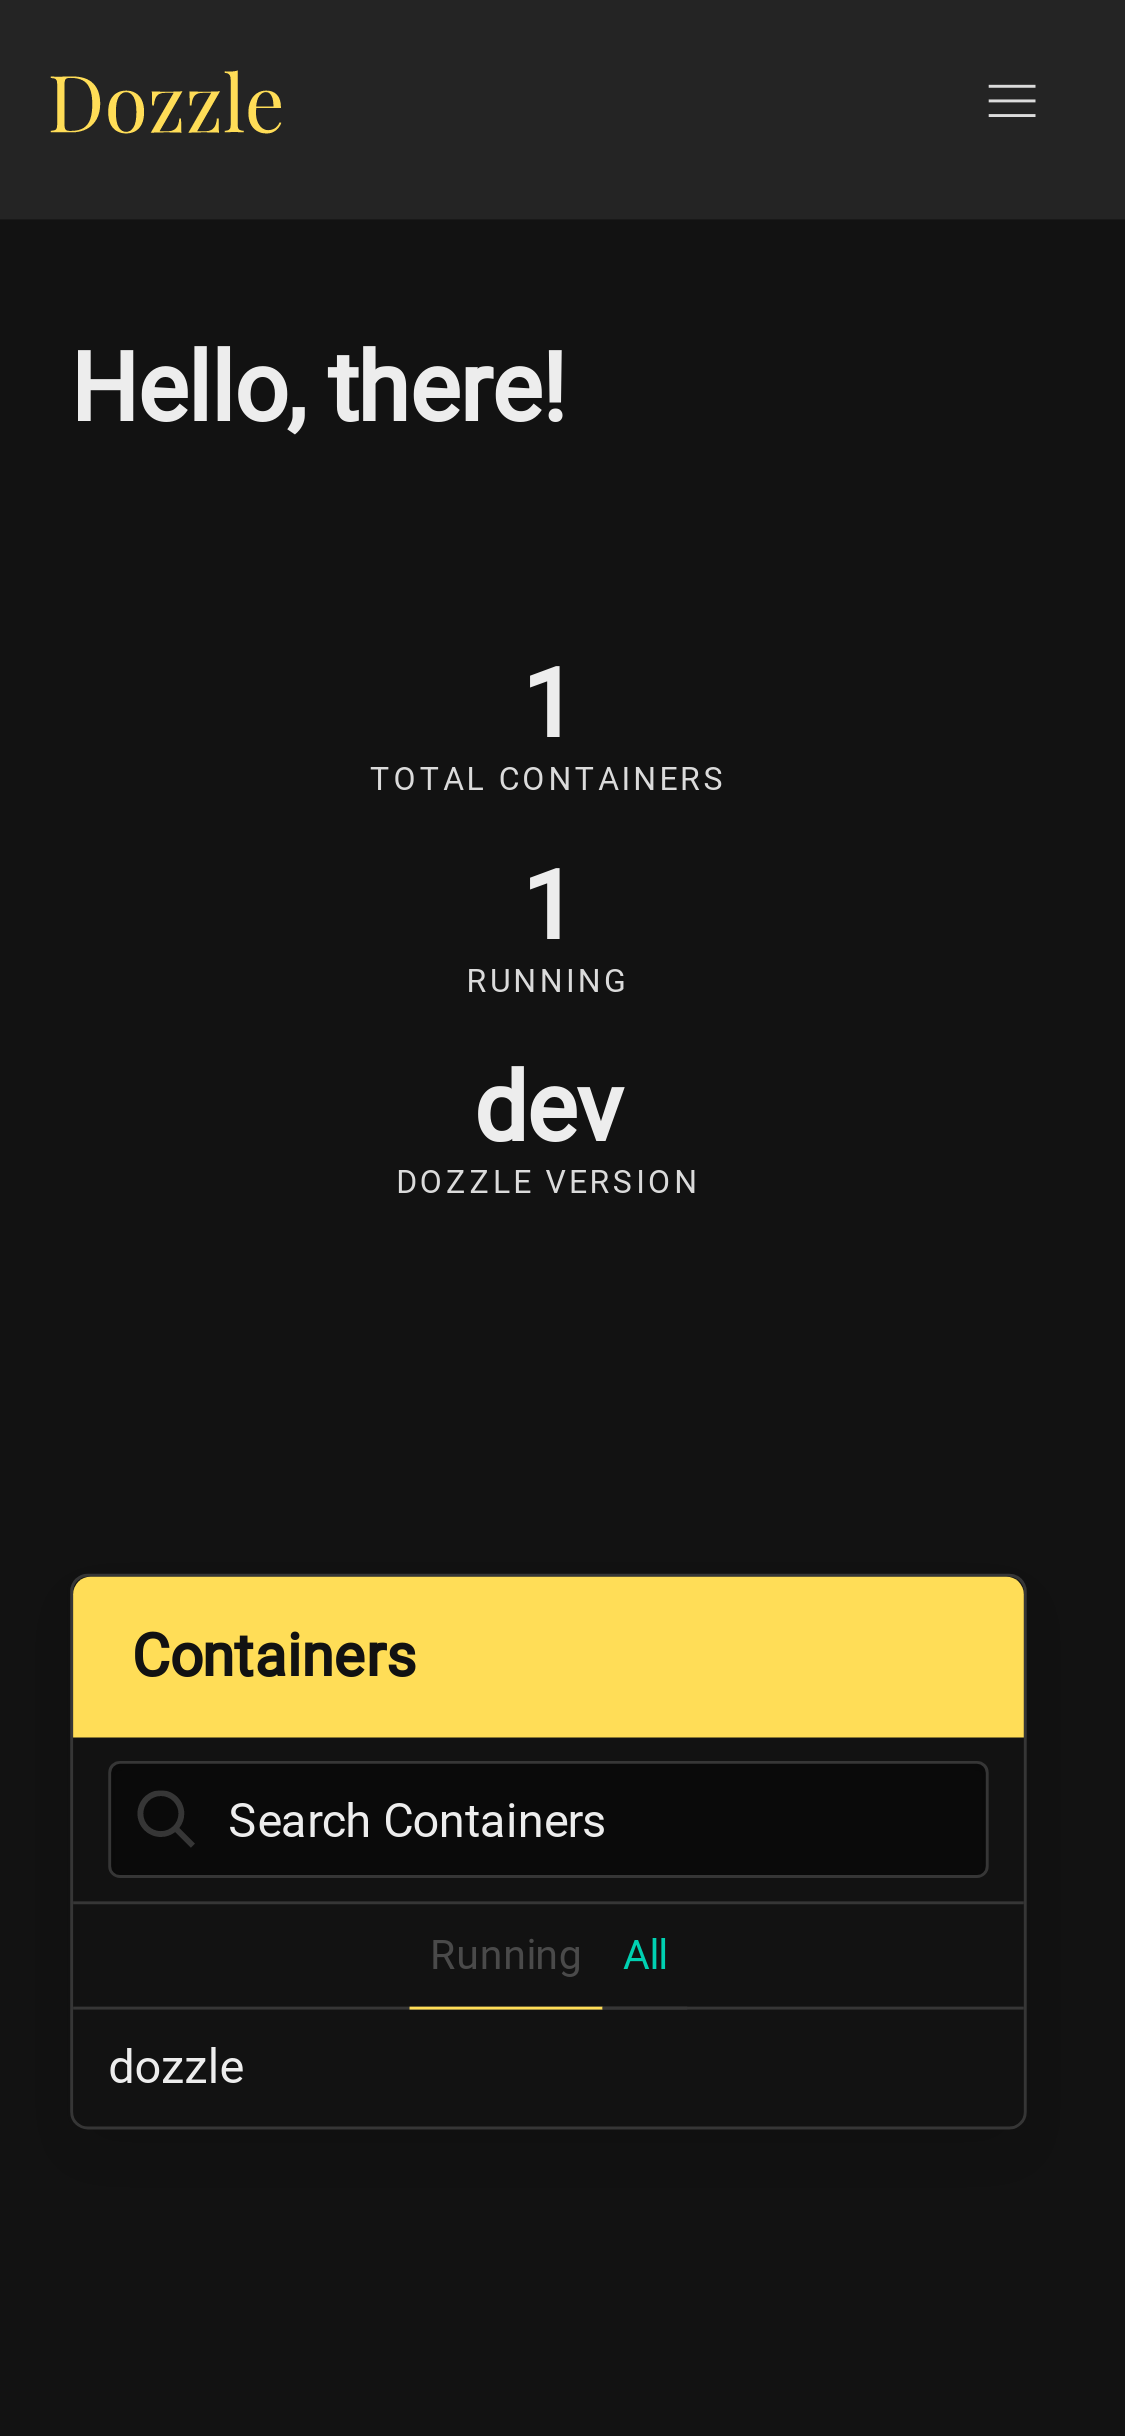 Dozzle
Hello, there!
1
TOTAL CONTAINERS
1
RUNNING
dev
DOZZLE VERSION
Containers
Search Containers
Running All
dozzle